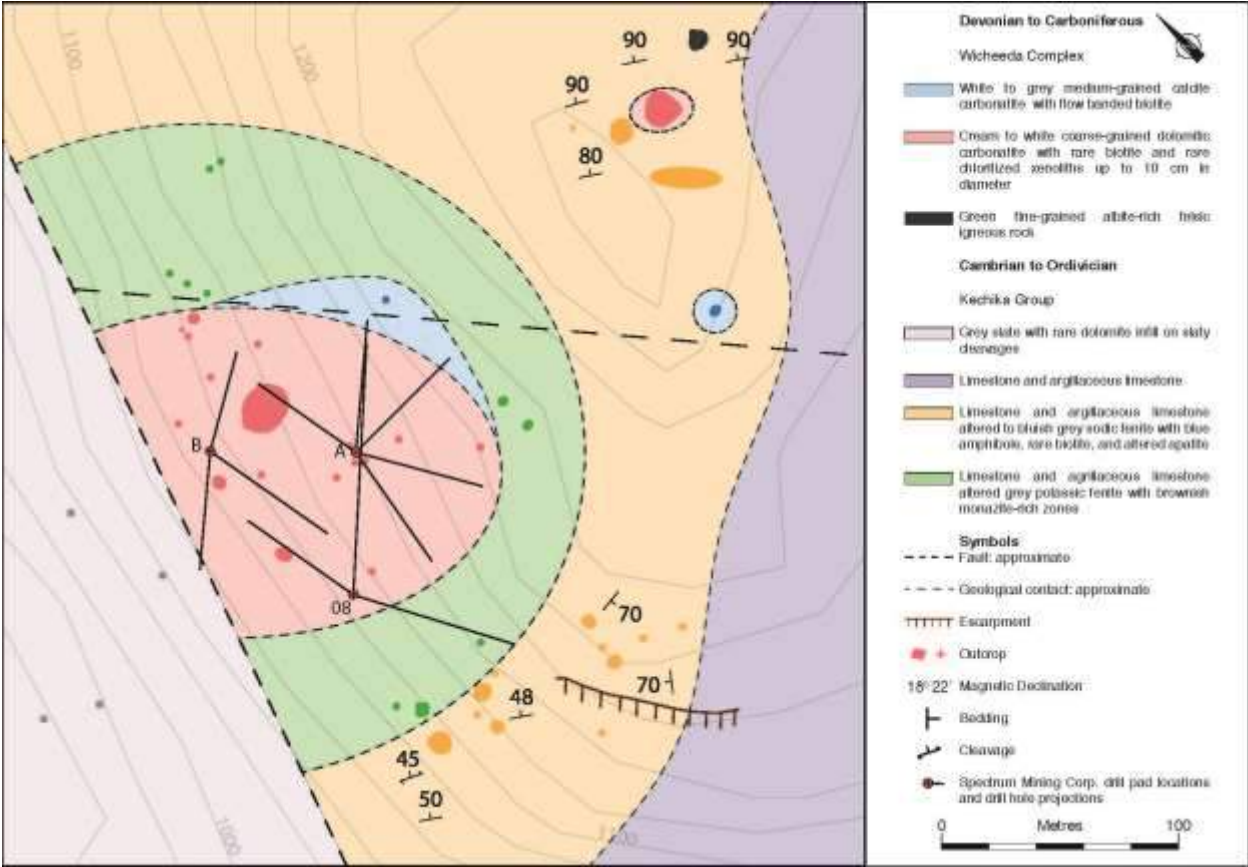 1100
1200
90
90
90
80
B
A
08
70
70
48
45
50
1000
1100
Devonian to Carboniferous
Wicheeda Complex
White to grey medium-grained calcite
carbonatite with flow banded biotite
Cream to white coarse-grained dolomitic
carbonatite with rare biotite and rare
chloritized xenoliths up to 10 cm in
diameter
Green fine-grained albite-rich felsic
igneous rock
Cambrian to Ordivician
Kechika Group
Grey slate with rare dolomite infill on slaty
cleavages
Limestone and argillaceous limestone
Limestone and argillaceous limestone
altered to bluish grey sodic fenite with blue
amphibole, rare biotite, and altered apatite
Limestone and agrillaceous limestone
altered grey potassic fenite with brownish
monazite-rich zones
Symbols
Fault: approximate
Geological contact: approximate
Escarpment
Outcrop
18° 22' Magnetic Declination
Bedding
Cleavage
Spectrum Mining Corp. drill pad locations
and drill hole projections
0 Metres 100